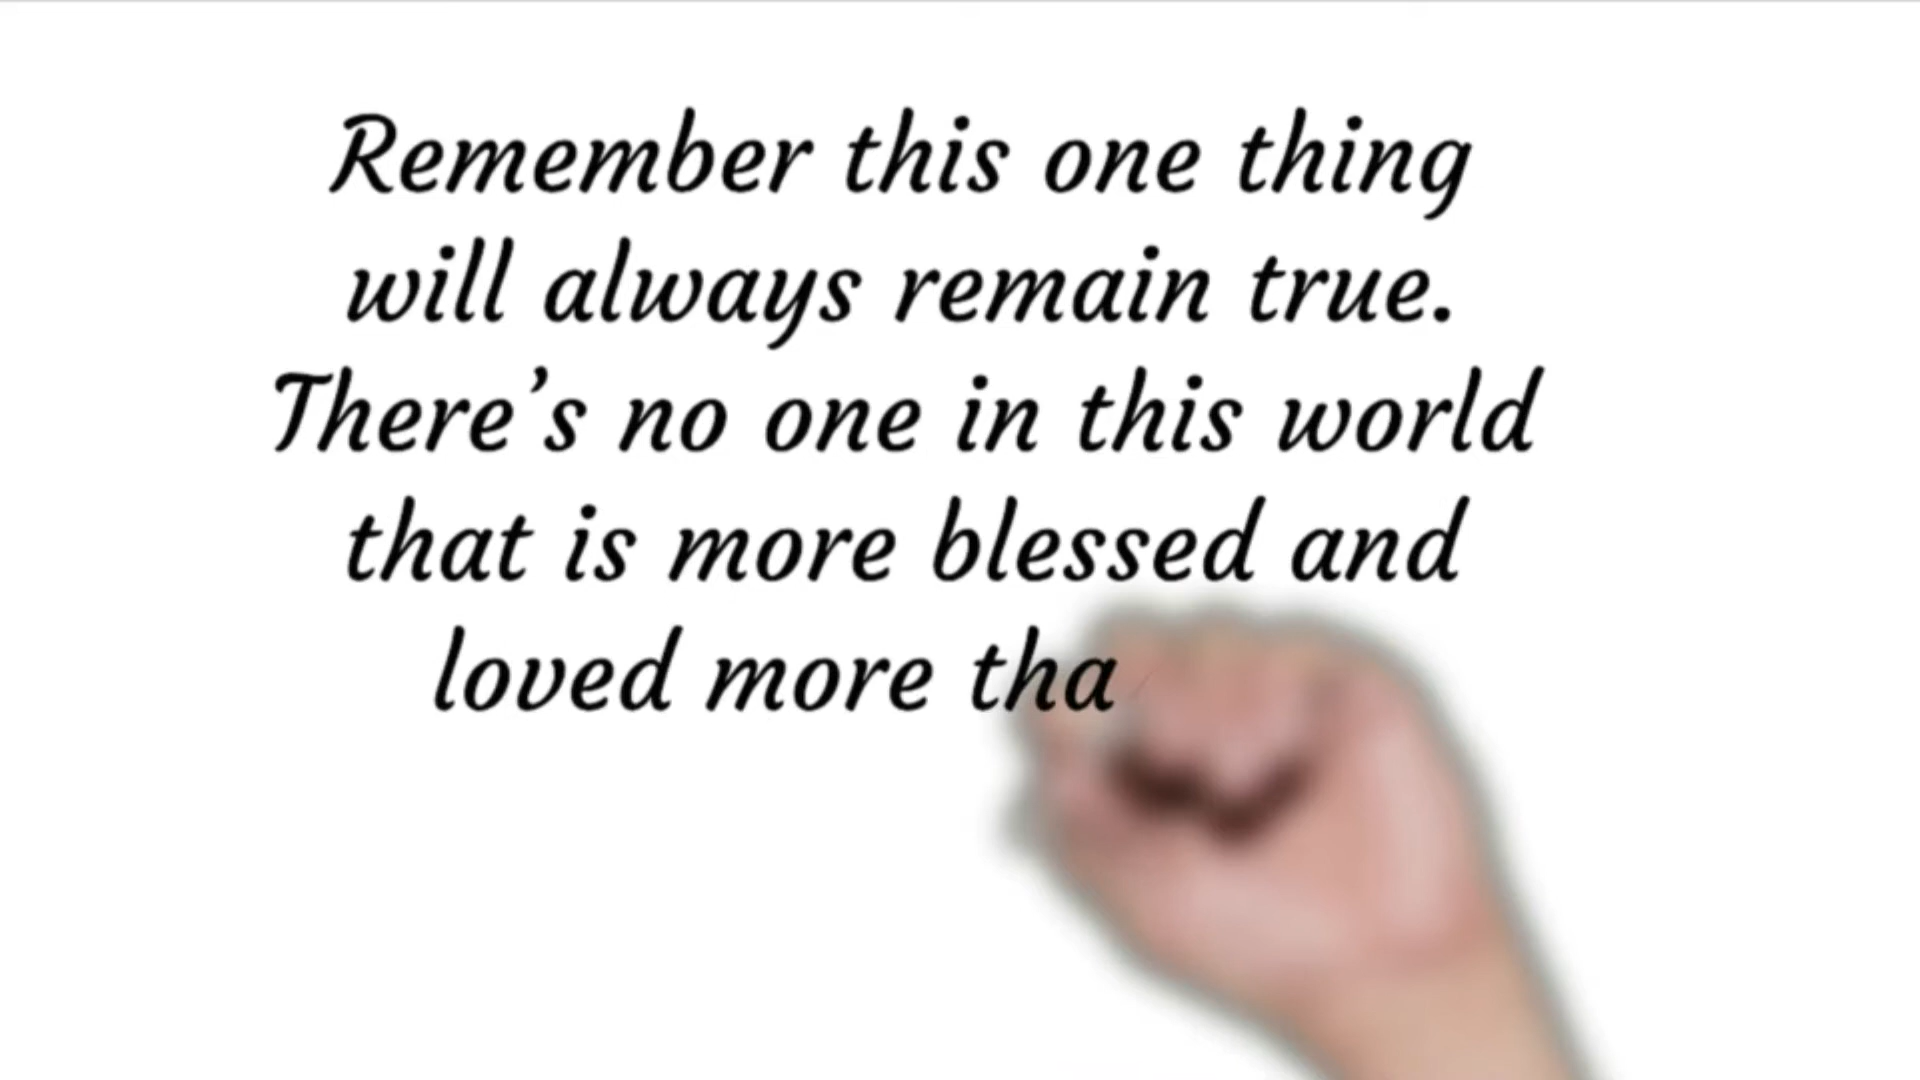 Remember this one thing
will always remain true.
There’s no one in this world
that is more blessed and
loved more tha